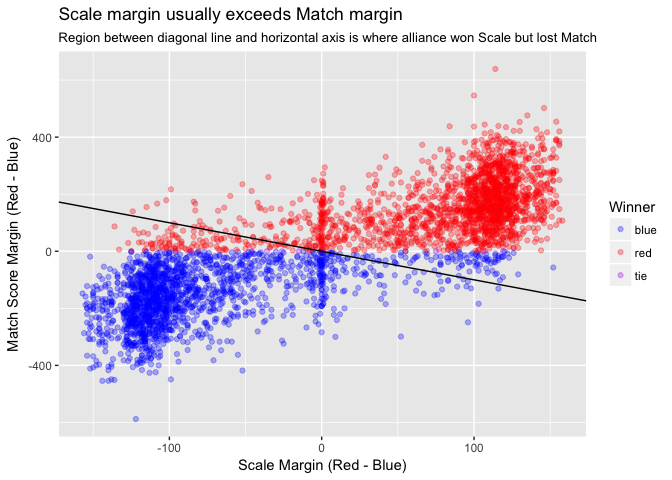 Scale margin usually exceeds Match margin
Region between diagonal line and horizontal axis is where alliance won Scale but lost Match
Match Score Margin (Red - Blue)
400
0
-400
-100
0
100
Scale Margin (Red - Blue)
Winner
blue
red
tie